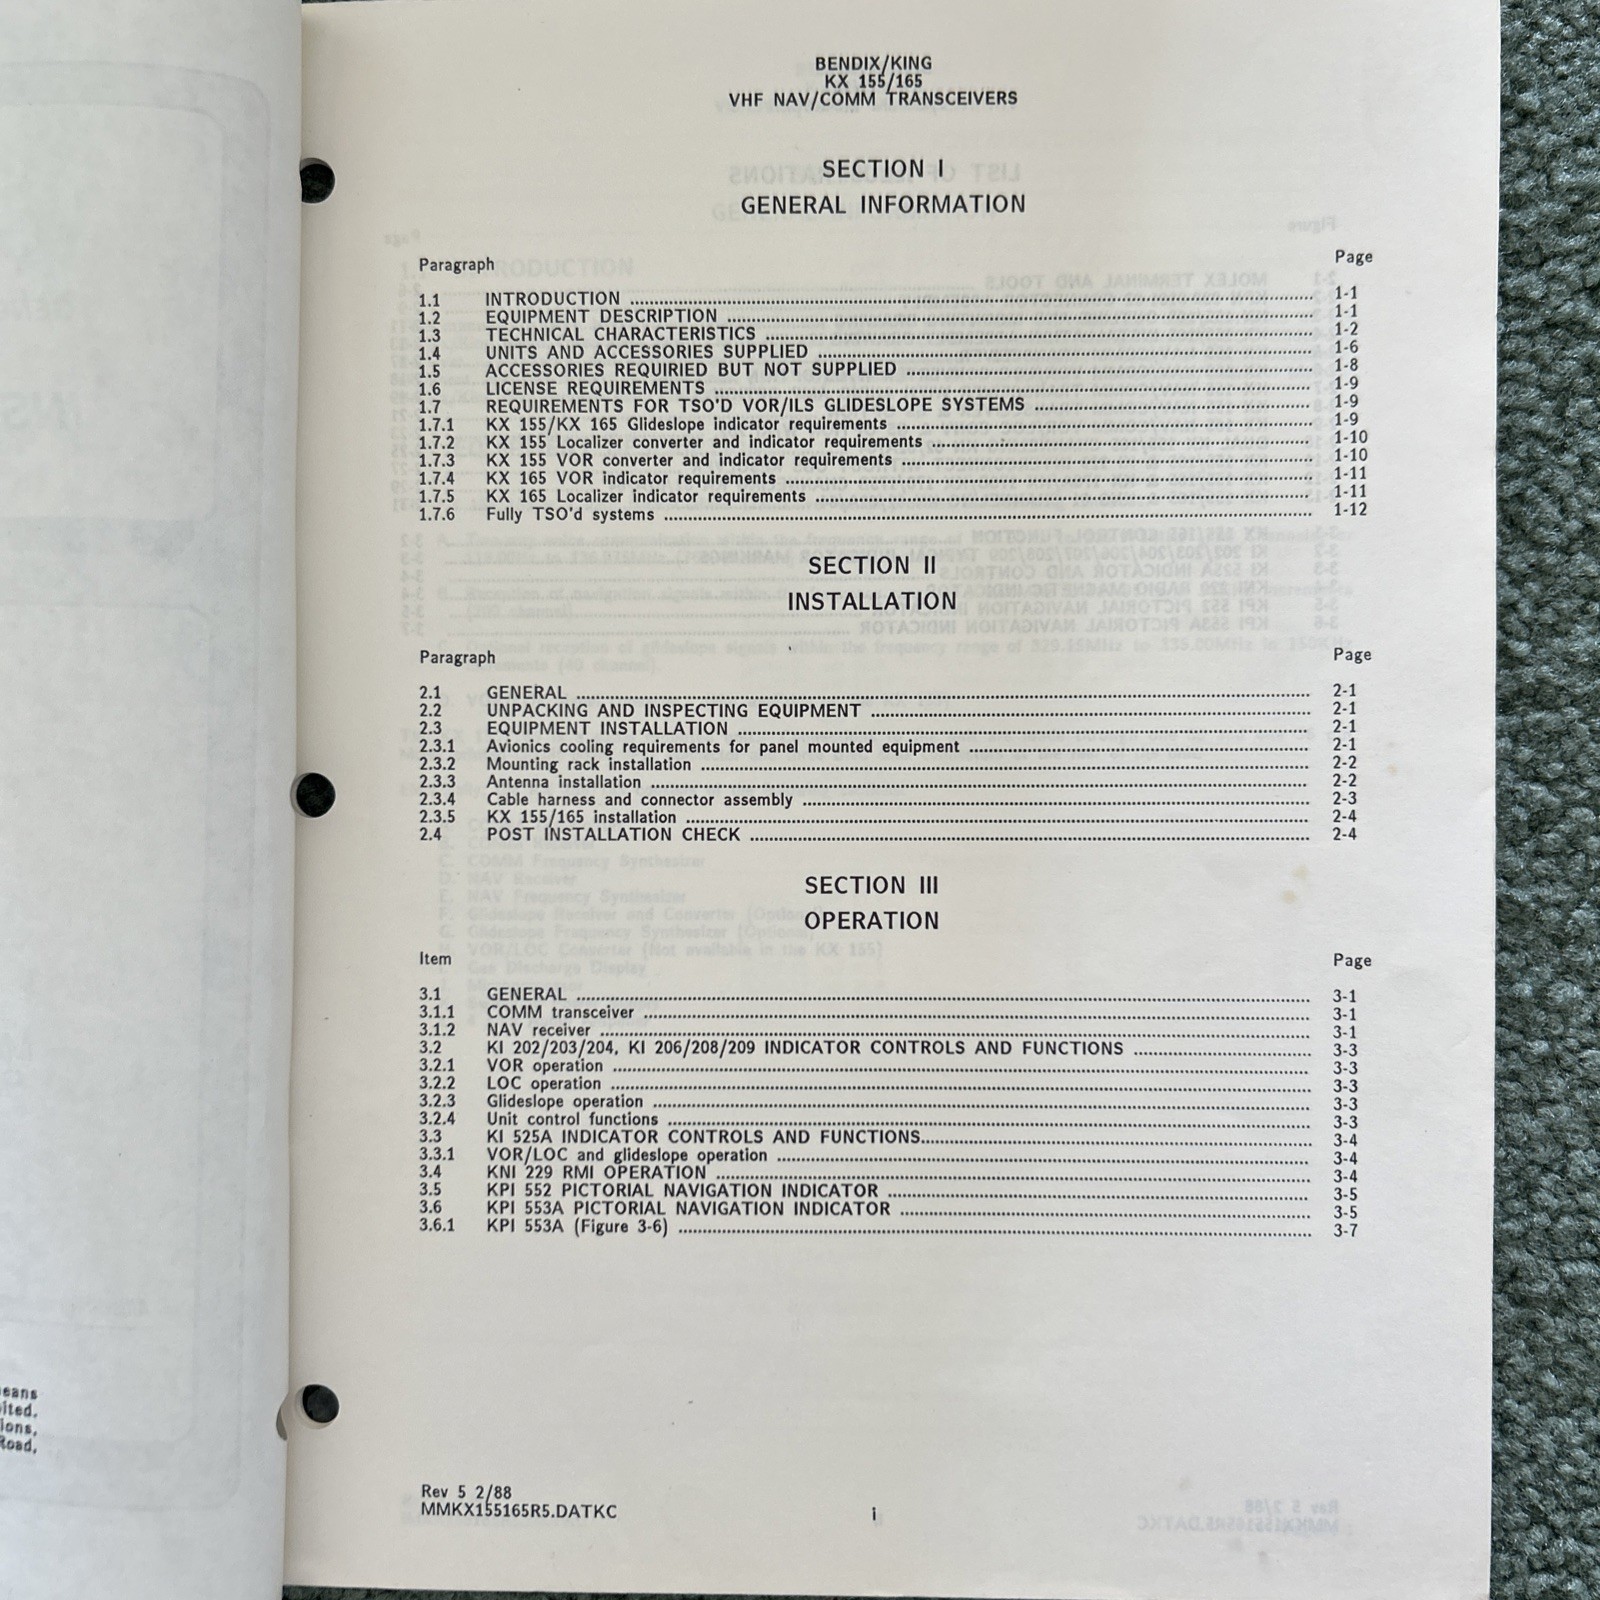 BENDIX/KING
KX 155/165
VHF NAV/COMM TRANSCEIVERS
SECTION I
GENERAL INFORMATION
Paragraph Page
1.1 INTRODUCTION 1-1
1.2 EQUIPMENT DESCRIPTION 1-1
1.3 TECHNICAL CHARACTERISTICS 1-2
1.4 UNITS AND ACCESSORIES SUPPLIED 1-6
1.5 ACCESSORIES REQUIRIED BUT NOT SUPPLIED 1-8
1.6 LICENSE REQUIREMENTS 1-9
1.7 REQUIREMENTS FOR TSO'D VOR/ILS GLIDESLOPE SYSTEMS 1-9
1.7.1 KX 155/KX 165 Glideslope indicator requirements 1-9
1.7.2 KX 155 Localizer converter and indicator requirements 1-10
1.7.3 KX 155 VOR converter and indicator requirements 1-10
1.7.4 KX 165 VOR indicator requirements 1-11
1.7.5 KX 165 Localizer indicator requirements 1-11
1.7.6 Fully TSO'd systems 1-12
SECTION II
INSTALLATION
Paragraph Page
2.1 GENERAL 2-1
2.2 UNPACKING AND INSPECTING EQUIPMENT 2-1
2.3 EQUIPMENT INSTALLATION 2-1
2.3.1 Avionics cooling requirements for panel mounted equipment 2-1
2.3.2 Mounting rack installation 2-2
2.3.3 Antenna installation 2-2
2.3.4 Cable harness and connector assembly 2-3
2.3.5 KX 155/165 installation 2-4
2.4 POST INSTALLATION CHECK 2-4
SECTION III
OPERATION
Item Page
3.1 GENERAL 3-1
3.1.1 COMM transceiver 3-1
3.1.2 NAV receiver 3-1
3.2 KI 202/203/204, KI 206/208/209 INDICATOR CONTROLS AND FUNCTIONS 3-3
3.2.1 VOR operation 3-3
3.2.2 LOC operation 3-3
3.2.3 Glideslope operation 3-3
3.2.4 Unit control functions 3-3
3.3 KI 525A INDICATOR CONTROLS AND FUNCTIONS 3-4
3.3.1 VOR/LOC and glideslope operation 3-4
3.4 KNI 229 RMI OPERATION 3-4
3.5 KPI 552 PICTORIAL NAVIGATION INDICATOR 3-5
3.6 KPI 553A PICTORIAL NAVIGATION INDICATOR 3-5
3.6.1 KPI 553A (Figure 3-6) 3-7
Rev 5 2/88
MMKX155165R5.DATKC
i
eans
ited.
ions,
Road,